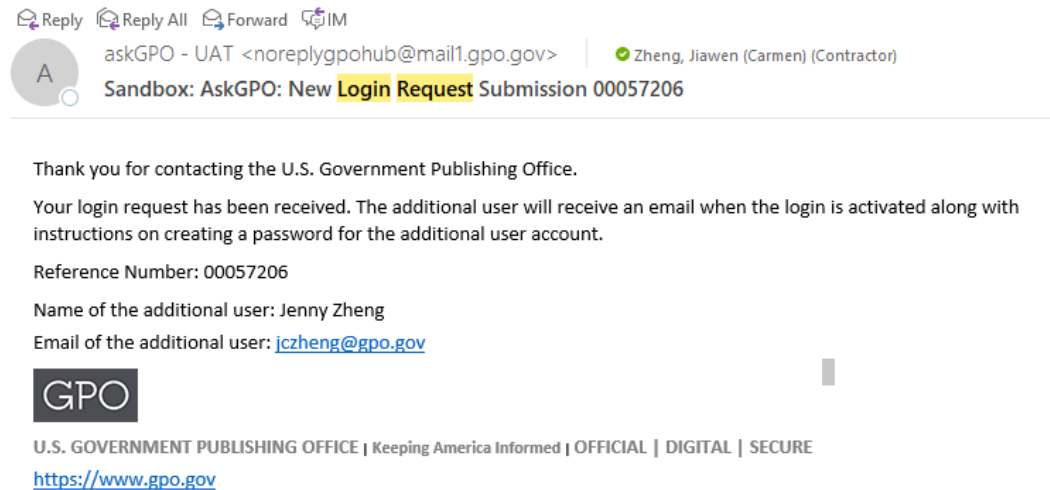 Reply Reply All Forward IM
A
askGPO - UAT <noreplygpohub@mail1.gpo.gov> Zheng, Jiawen (Carmen) (Contractor)
Sandbox: AskGPO: New Login Request Submission 00057206
Thank you for contacting the U.S. Government Publishing Office.
Your login request has been received. The additional user will receive an email when the login is activated along with
instructions on creating a password for the additional user account.
Reference Number: 00057206
Name of the additional user: Jenny Zheng
Email of the additional user: jczheng@gpo.gov
GPO
U.S. GOVERNMENT PUBLISHING OFFICE | Keeping America Informed | OFFICIAL | DIGITAL | SECURE
https://www.gpo.gov